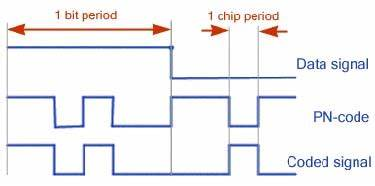 1 bit period
1 chip period
Data signal
PN-code
Coded signal